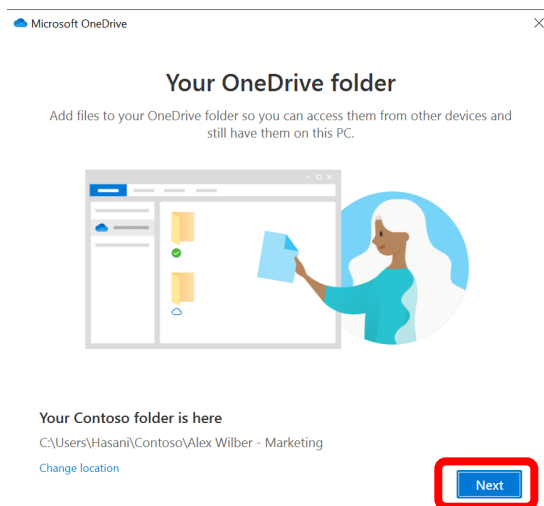 Microsoft OneDrive
Your OneDrive folder
Add files to your OneDrive folder so you can access them from other devices and
still have them on this PC.
Your Contoso folder is here
C:\Users\Hasani\Contoso\Alex Wilber - Marketing
Change location
Next